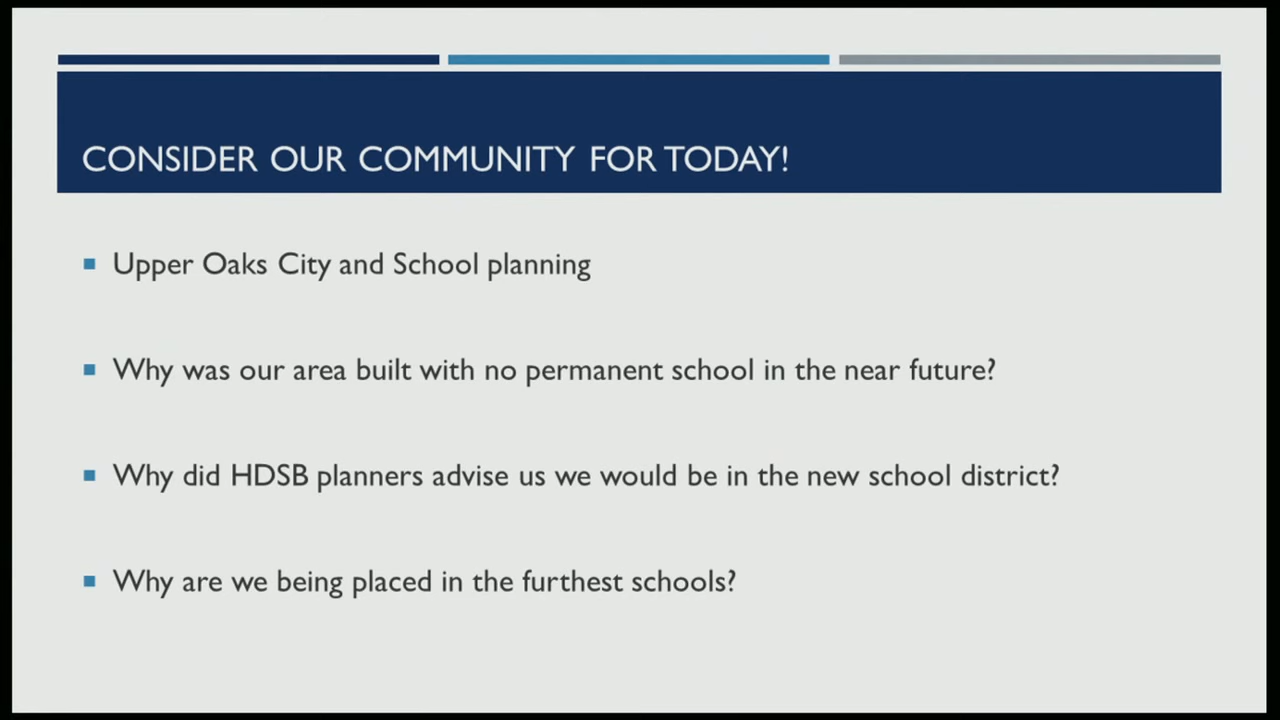 CONSIDER OUR COMMUNITY FOR TODAY!
Upper Oaks City and School planning
Why was our area built with no permanent school in the near future?
Why did HDSB planners advise us we would be in the new school district?
Why are we being placed in the furthest schools?